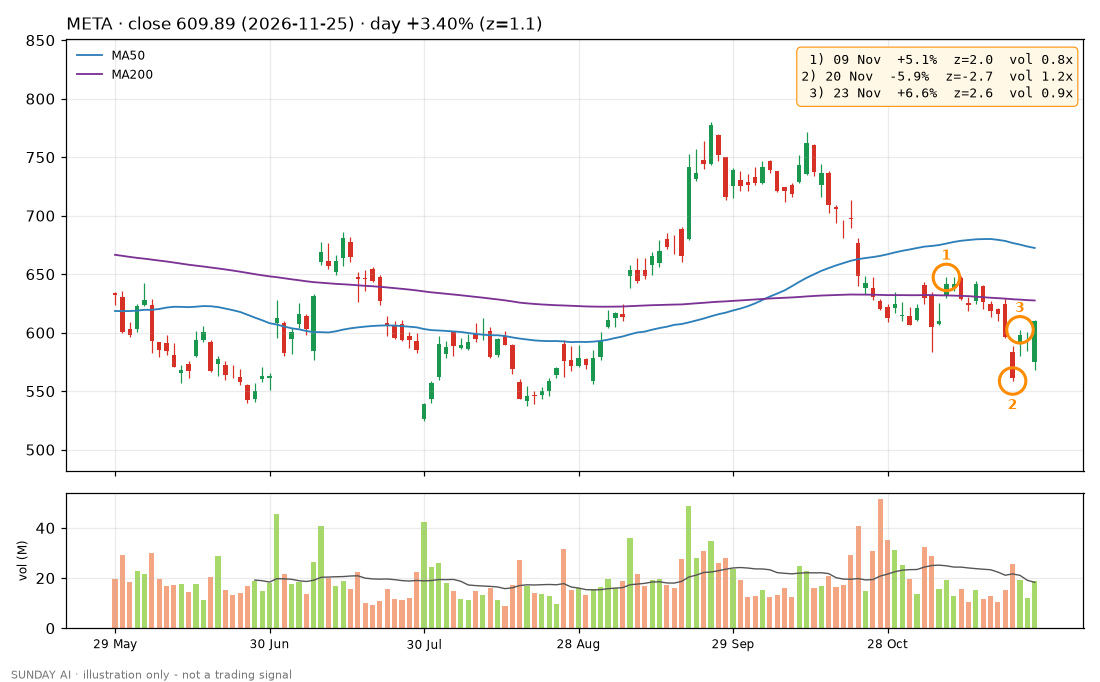 META · close 609.89 (2026-11-25) · day +3.40% (z=1.1)
MA50
MA200
1) 09 Nov +5.1% z=2.0 vol 0.8x
2) 20 Nov -5.9% z=-2.7 vol 1.2x
3) 23 Nov +6.6% z=2.6 vol 0.9x
850
800
750
700
650
600
550
500
1
3
2
vol (M)
40
20
0
29 May
30 Jun
30 Jul
28 Aug
29 Sep
28 Oct
SUNDAY AI · illustration only - not a trading signal